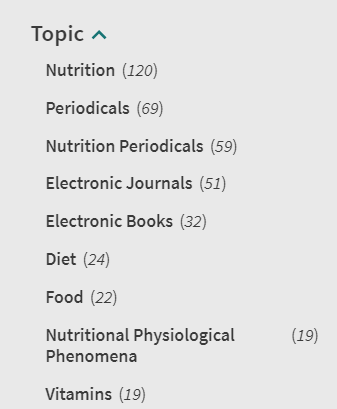 Topic
Nutrition (120)
Periodicals (69)
Nutrition Periodicals (59)
Electronic Journals (51)
Electronic Books (32)
Diet (24)
Food (22)
Nutritional Physiological (19)
Phenomena
Vitamins (19)